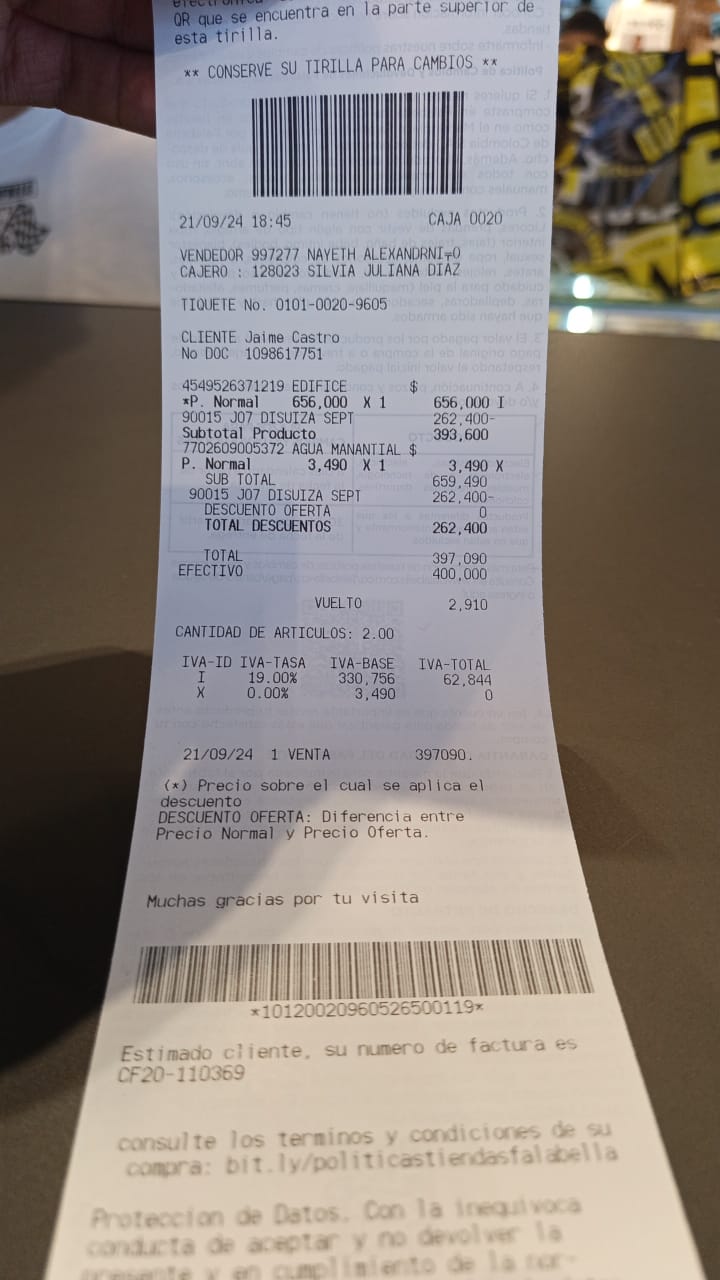 QR que se encuentra en la parte superior de
esta tirilla.
** CONSERVE SU TIRILLA PARA CAMBIOS **
21/09/24 18:45 CAJA 0020
VENDEDOR 997277 NAYETH ALEXANDRNI╤O
CAJERO : 128023 SILVIA JULIANA DIAZ
TIQUETE No. 0101-0020-9605
CLIENTE Jaime Castro
No DOC 1098617751
4549526371219 EDIFICE $
*P. Normal 656,000 X 1 656,000 I
90015 J07 DISUIZA SEPT 262,400-
Subtotal Producto 393,600
7702609005372 AGUA MANANTIAL $
P. Normal 3,490 X 1 3,490 X
SUB TOTAL 659,490
90015 J07 DISUIZA SEPT 262,400-
DESCUENTO OFERTA 0
TOTAL DESCUENTOS 262,400
TOTAL 397,090
EFECTIVO 400,000
VUELTO 2,910
CANTIDAD DE ARTICULOS: 2.00
IVA-ID IVA-TASA IVA-BASE IVA-TOTAL
I 19.00% 330,756 62,844
X 0.00% 3,490 0
21/09/24 1 VENTA 397090.
(*) Precio sobre el cual se aplica el
descuento
DESCUENTO OFERTA: Diferencia entre
Precio Normal y Precio Oferta.
Muchas gracias por tu visita
*10120020960526500119*
Estimado cliente, su numero de factura es
CF20-110369
consulte los terminos y condiciones de su
compra: bit.ly/politicastiendasfalabella
Proteccion de Datos. Con la inequivoca
conducta de aceptar y no devolver la
presente y en cumplimiento de la nor-